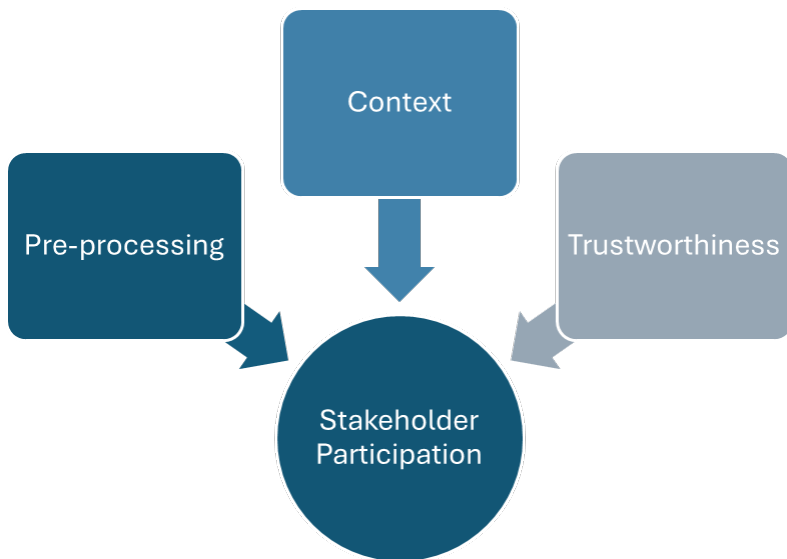 Context
Pre-processing
Trustworthiness
Stakeholder
Participation